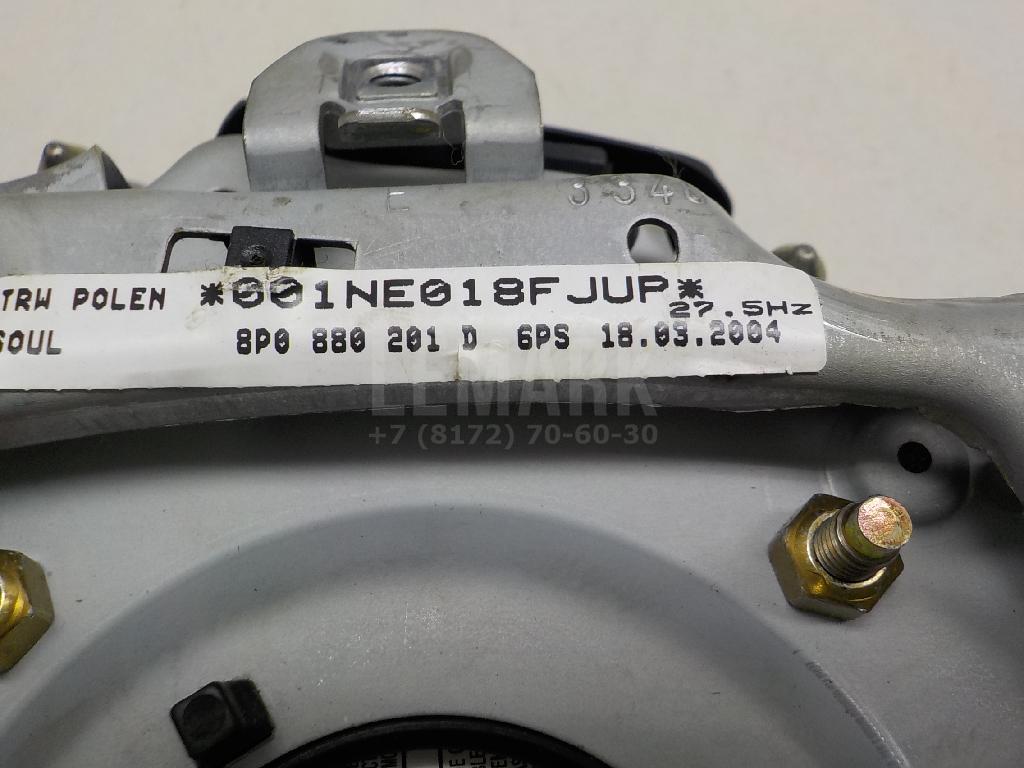 3340
TRW POLEN *001NE018FJUP*
27.5Hz
SOUL 8P0 880 201 D 6PS 18.03.2004
LEMARK
+7 (8172) 70-60-30